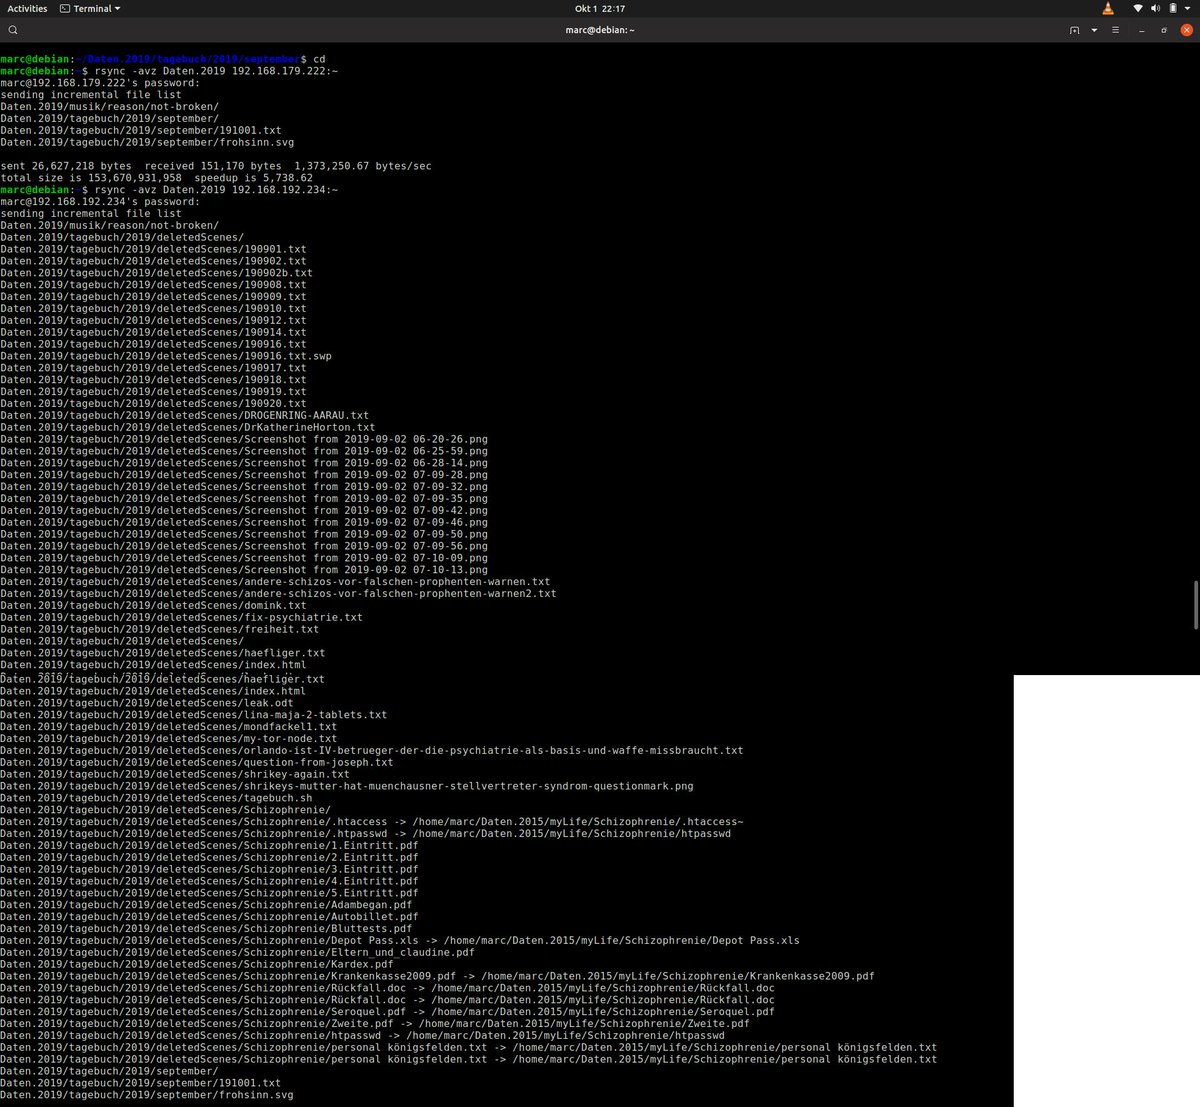 Activities Terminal Okt 1 22:17
marc@debian: ~
marc@debian:~/Daten.2019/tagebuch/2019/september$ cd
marc@debian:~$ rsync -avz Daten.2019 192.168.179.222:~
marc@192.168.179.222's password:
sending incremental file list
Daten.2019/musik/reason/not-broken/
Daten.2019/tagebuch/2019/september/
Daten.2019/tagebuch/2019/september/191001.txt
Daten.2019/tagebuch/2019/september/frohsinn.svg
sent 26,627,218 bytes  received 151,170 bytes  1,373,250.67 bytes/sec
total size is 153,670,931,958  speedup is 5,738.62
marc@debian:~$ rsync -avz Daten.2019 192.168.192.234:~
marc@192.168.192.234's password:
sending incremental file list
Daten.2019/musik/reason/not-broken/
Daten.2019/tagebuch/2019/deletedScenes/
Daten.2019/tagebuch/2019/deletedScenes/190901.txt
Daten.2019/tagebuch/2019/deletedScenes/190902.txt
Daten.2019/tagebuch/2019/deletedScenes/190902b.txt
Daten.2019/tagebuch/2019/deletedScenes/190908.txt
Daten.2019/tagebuch/2019/deletedScenes/190909.txt
Daten.2019/tagebuch/2019/deletedScenes/190910.txt
Daten.2019/tagebuch/2019/deletedScenes/190912.txt
Daten.2019/tagebuch/2019/deletedScenes/190914.txt
Daten.2019/tagebuch/2019/deletedScenes/190916.txt
Daten.2019/tagebuch/2019/deletedScenes/190916.txt.swp
Daten.2019/tagebuch/2019/deletedScenes/190917.txt
Daten.2019/tagebuch/2019/deletedScenes/190918.txt
Daten.2019/tagebuch/2019/deletedScenes/190919.txt
Daten.2019/tagebuch/2019/deletedScenes/190920.txt
Daten.2019/tagebuch/2019/deletedScenes/DROGENRING-AARAU.txt
Daten.2019/tagebuch/2019/deletedScenes/DrKatherineHorton.txt
Daten.2019/tagebuch/2019/deletedScenes/Screenshot from 2019-09-02 06-20-26.png
Daten.2019/tagebuch/2019/deletedScenes/Screenshot from 2019-09-02 06-25-59.png
Daten.2019/tagebuch/2019/deletedScenes/Screenshot from 2019-09-02 06-28-14.png
Daten.2019/tagebuch/2019/deletedScenes/Screenshot from 2019-09-02 07-09-28.png
Daten.2019/tagebuch/2019/deletedScenes/Screenshot from 2019-09-02 07-09-32.png
Daten.2019/tagebuch/2019/deletedScenes/Screenshot from 2019-09-02 07-09-35.png
Daten.2019/tagebuch/2019/deletedScenes/Screenshot from 2019-09-02 07-09-42.png
Daten.2019/tagebuch/2019/deletedScenes/Screenshot from 2019-09-02 07-09-46.png
Daten.2019/tagebuch/2019/deletedScenes/Screenshot from 2019-09-02 07-09-50.png
Daten.2019/tagebuch/2019/deletedScenes/Screenshot from 2019-09-02 07-09-56.png
Daten.2019/tagebuch/2019/deletedScenes/Screenshot from 2019-09-02 07-10-09.png
Daten.2019/tagebuch/2019/deletedScenes/Screenshot from 2019-09-02 07-10-13.png
Daten.2019/tagebuch/2019/deletedScenes/andere-schizos-vor-falschen-prophenten-warnen.txt
Daten.2019/tagebuch/2019/deletedScenes/andere-schizos-vor-falschen-prophenten-warnen2.txt
Daten.2019/tagebuch/2019/deletedScenes/domink.txt
Daten.2019/tagebuch/2019/deletedScenes/fix-psychiatrie.txt
Daten.2019/tagebuch/2019/deletedScenes/freiheit.txt
Daten.2019/tagebuch/2019/deletedScenes/
Daten.2019/tagebuch/2019/deletedScenes/haefliger.txt
Daten.2019/tagebuch/2019/deletedScenes/index.html
Daten.2019/tagebuch/2019/deletedScenes/haefliger.txt
Daten.2019/tagebuch/2019/deletedScenes/index.html
Daten.2019/tagebuch/2019/deletedScenes/leak.odt
Daten.2019/tagebuch/2019/deletedScenes/lina-maja-2-tablets.txt
Daten.2019/tagebuch/2019/deletedScenes/mondfackel1.txt
Daten.2019/tagebuch/2019/deletedScenes/my-tor-node.txt
Daten.2019/tagebuch/2019/deletedScenes/orlando-ist-IV-betrueger-der-die-psychiatrie-als-basis-und-waffe-missbraucht.txt
Daten.2019/tagebuch/2019/deletedScenes/question-from-joseph.txt
Daten.2019/tagebuch/2019/deletedScenes/shrikey-again.txt
Daten.2019/tagebuch/2019/deletedScenes/shrikeys-mutter-hat-muenchausner-stellvertreter-syndrom-questionmark.png
Daten.2019/tagebuch/2019/deletedScenes/tagebuch.sh
Daten.2019/tagebuch/2019/deletedScenes/Schizophrenie/
Daten.2019/tagebuch/2019/deletedScenes/Schizophrenie/.htaccess -> /home/marc/Daten.2015/myLife/Schizophrenie/.htaccess~
Daten.2019/tagebuch/2019/deletedScenes/Schizophrenie/.htpasswd -> /home/marc/Daten.2015/myLife/Schizophrenie/htpasswd
Daten.2019/tagebuch/2019/deletedScenes/Schizophrenie/1.Eintritt.pdf
Daten.2019/tagebuch/2019/deletedScenes/Schizophrenie/2.Eintritt.pdf
Daten.2019/tagebuch/2019/deletedScenes/Schizophrenie/3.Eintritt.pdf
Daten.2019/tagebuch/2019/deletedScenes/Schizophrenie/4.Eintritt.pdf
Daten.2019/tagebuch/2019/deletedScenes/Schizophrenie/5.Eintritt.pdf
Daten.2019/tagebuch/2019/deletedScenes/Schizophrenie/Adambegan.pdf
Daten.2019/tagebuch/2019/deletedScenes/Schizophrenie/Autobillet.pdf
Daten.2019/tagebuch/2019/deletedScenes/Schizophrenie/Bluttests.pdf
Daten.2019/tagebuch/2019/deletedScenes/Schizophrenie/Depot Pass.xls -> /home/marc/Daten.2015/myLife/Schizophrenie/Depot Pass.xls
Daten.2019/tagebuch/2019/deletedScenes/Schizophrenie/Eltern_und_claudine.pdf
Daten.2019/tagebuch/2019/deletedScenes/Schizophrenie/Kardex.pdf
Daten.2019/tagebuch/2019/deletedScenes/Schizophrenie/Krankenkasse2009.pdf -> /home/marc/Daten.2015/myLife/Schizophrenie/Krankenkasse2009.pdf
Daten.2019/tagebuch/2019/deletedScenes/Schizophrenie/Rückfall.doc -> /home/marc/Daten.2015/myLife/Schizophrenie/Rückfall.doc
Daten.2019/tagebuch/2019/deletedScenes/Schizophrenie/Rückfall.doc -> /home/marc/Daten.2015/myLife/Schizophrenie/Rückfall.doc
Daten.2019/tagebuch/2019/deletedScenes/Schizophrenie/Seroquel.pdf -> /home/marc/Daten.2015/myLife/Schizophrenie/Seroquel.pdf
Daten.2019/tagebuch/2019/deletedScenes/Schizophrenie/Zweite.pdf -> /home/marc/Daten.2015/myLife/Schizophrenie/Zweite.pdf
Daten.2019/tagebuch/2019/deletedScenes/Schizophrenie/htpasswd -> /home/marc/Daten.2015/myLife/Schizophrenie/htpasswd
Daten.2019/tagebuch/2019/deletedScenes/Schizophrenie/personal königsfelden.txt -> /home/marc/Daten.2015/myLife/Schizophrenie/personal königsfelden.txt
Daten.2019/tagebuch/2019/deletedScenes/Schizophrenie/personal königsfelden.txt -> /home/marc/Daten.2015/myLife/Schizophrenie/personal königsfelden.txt
Daten.2019/tagebuch/2019/september/
Daten.2019/tagebuch/2019/september/191001.txt
Daten.2019/tagebuch/2019/september/frohsinn.svg